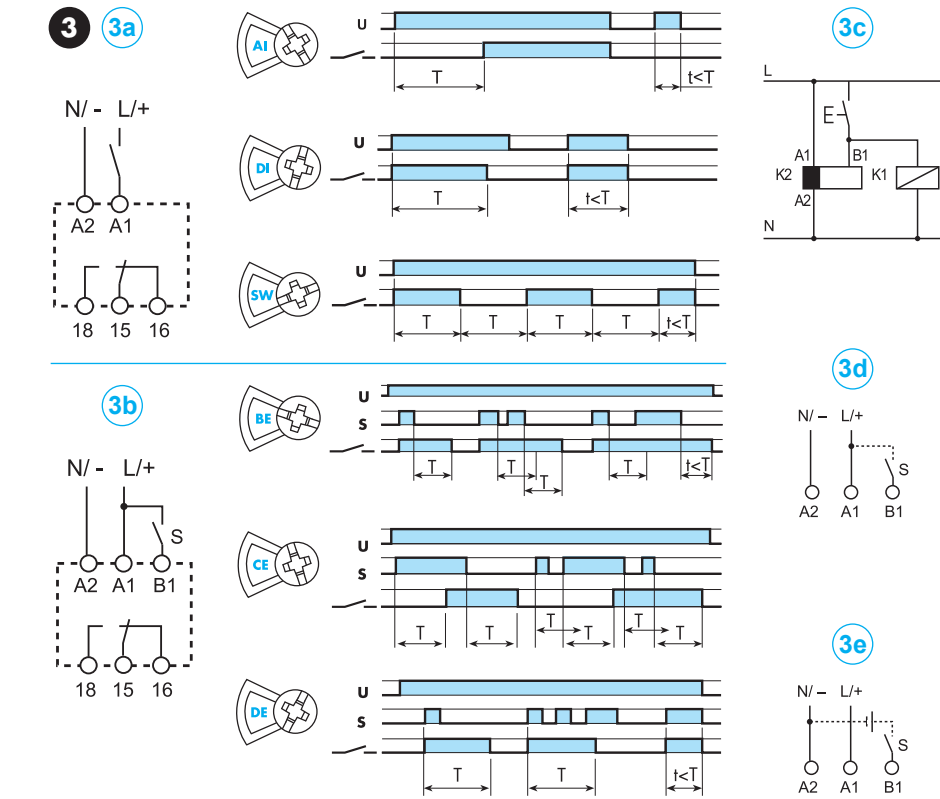 3 3a
N/ - L/+
A2 A1
18 15 16
AI
U
T t<T
DI
U
T t<T
SW
U
T T T T t<T
3c
L
E
A1 B1
K2 K1
A2
N
3b
N/ - L/+
S
A2 A1 B1
18 15 16
BE
U
S
T T T t<T
T
CE
U
S
T T T T T T
DE
U
S
T T t<T
3d
N/ – L/+
S
A2 A1 B1
3e
N/ – L/+
S
A2 A1 B1